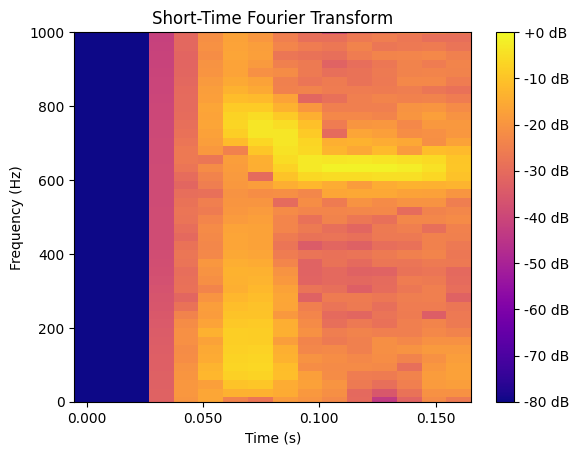 Short-Time Fourier Transform
Frequency (Hz)
1000
800
600
400
200
0
0.000
0.050
0.100
0.150
Time (s)
+0 dB
-10 dB
-20 dB
-30 dB
-40 dB
-50 dB
-60 dB
-70 dB
-80 dB